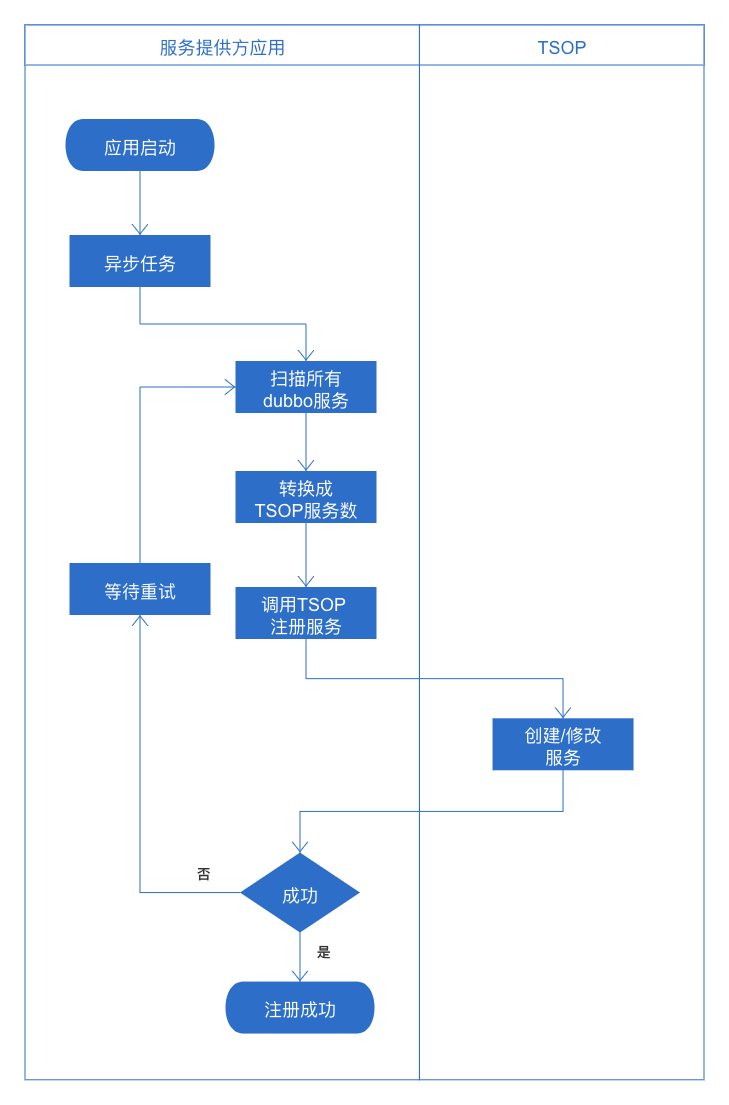 服务提供方应用
TSOP
应用启动
异步任务
扫描所有
dubbo服务
转换成
TSOP服务数
等待重试
调用TSOP
注册服务
创建/修改
服务
否
成功
是
注册成功